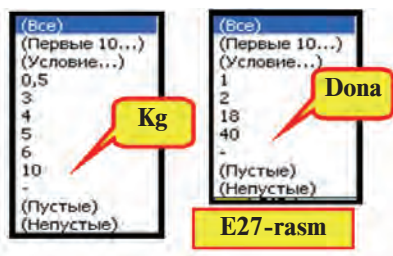 (Все)
(Первые 10...)
(Условие...)
0,5
3
4
5
6
10
-
(Пустые)
(Непустые)
Kg
(Все)
(Первые 10...)
(Условие...)
1
2
18
40
-
(Пустые)
(Непустые)
Dona
E27-rasm